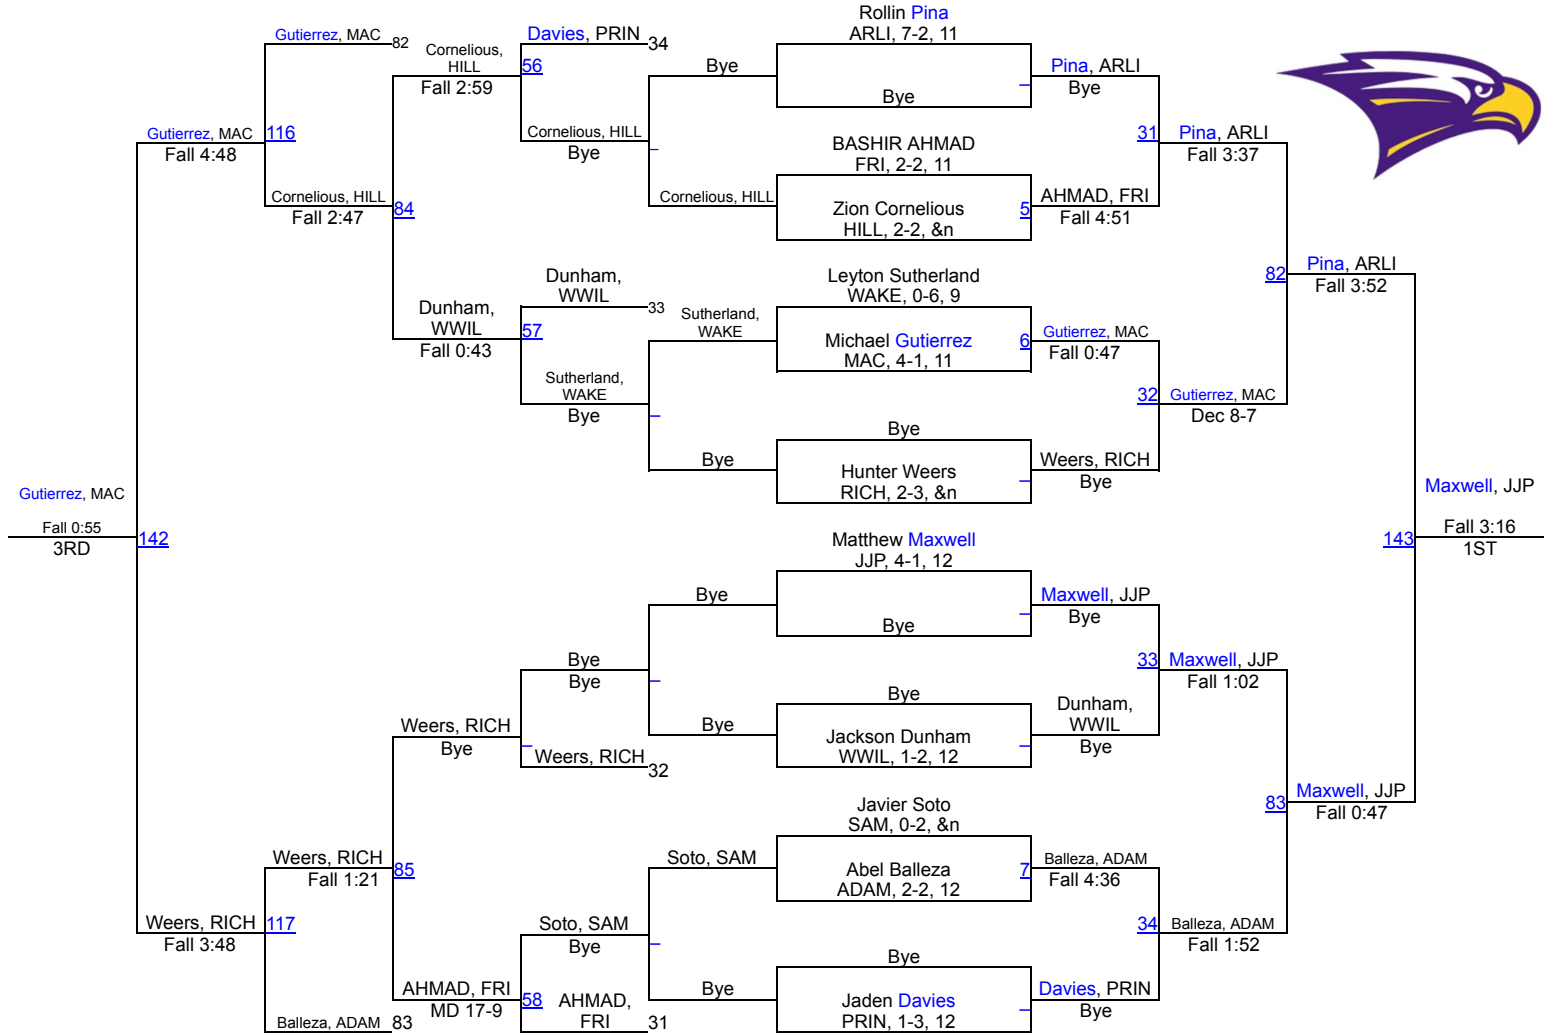 Rollin Pina
ARLI, 7-2, 11
Gutierrez, MAC
82
Cornelious,
HILL
Fall 2:59
Davies, PRIN
34
56
Bye
Bye
Pina, ARLI
Bye
Gutierrez, MAC
Fall 4:48
116
Cornelious, HILL
Bye
BASHIR AHMAD
FRI, 2-2, 11
31
Pina, ARLI
Fall 3:37
Cornelious, HILL
Fall 2:47
84
Cornelious, HILL
Zion Cornelious
HILL, 2-2, &n
5
AHMAD, FRI
Fall 4:51
Dunham,
WWIL
33
Leyton Sutherland
WAKE, 0-6, 9
82
Pina, ARLI
Fall 3:52
Dunham,
WWIL
Fall 0:43
57
Sutherland,
WAKE
Michael Gutierrez
MAC, 4-1, 11
6
Gutierrez, MAC
Fall 0:47
Sutherland,
WAKE
Bye
32
Gutierrez, MAC
Dec 8-7
Bye
Bye
Hunter Weers
RICH, 2-3, &n
Weers, RICH
Bye
Gutierrez, MAC
Fall 0:55
3RD
142
Maxwell, JJP
Fall 3:16
1ST
143
Matthew Maxwell
JJP, 4-1, 12
Bye
Bye
Maxwell, JJP
Bye
Bye
Bye
33
Maxwell, JJP
Fall 1:02
Weers, RICH
Bye
Bye
Bye
Jackson Dunham
WWIL, 1-2, 12
Dunham,
WWIL
Bye
Weers, RICH
32
Javier Soto
SAM, 0-2, &n
83
Maxwell, JJP
Fall 0:47
Weers, RICH
Fall 1:21
85
Soto, SAM
Abel Balleza
ADAM, 2-2, 12
7
Balleza, ADAM
Fall 4:36
Weers, RICH
Fall 3:48
117
Soto, SAM
Bye
34
Balleza, ADAM
Fall 1:52
Bye
AHMAD, FRI
MD 17-9
58
AHMAD,
FRI
31
Bye
Jaden Davies
PRIN, 1-3, 12
Davies, PRIN
Bye
Balleza, ADAM
83